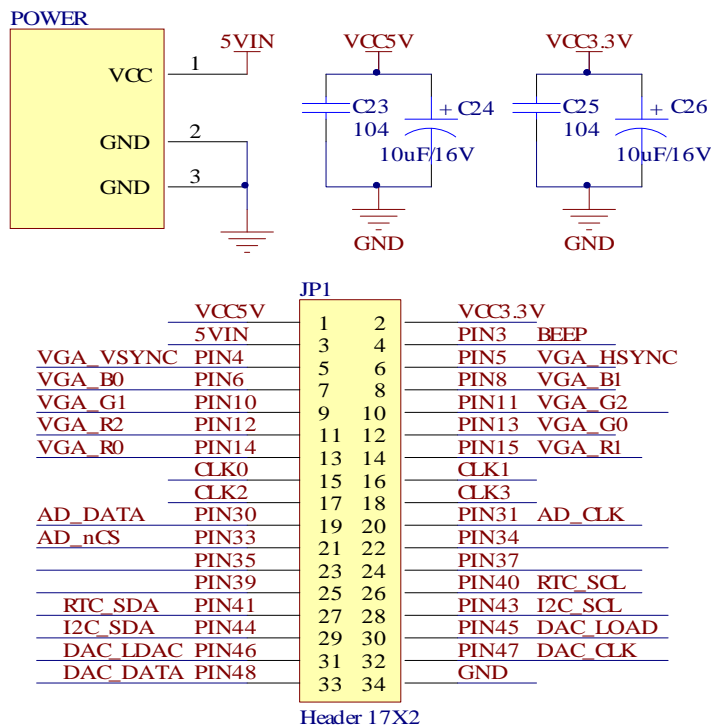 POWER
5VIN VCC5V VCC3.3V
VCC 1
GND 2
GND 3
C23 104
+ C24 10uF/16V
C25 104
+ C26 10uF/16V
GND GND
JP1
VCC5V 1 2 VCC3.3V
5VIN 3 4 PIN3 BEEP
VGA_VSYNC PIN4 5 6 PIN5 VGA_HSYNC
VGA_B0 PIN6 7 8 PIN8 VGA_B1
VGA_G1 PIN10 9 10 PIN11 VGA_G2
VGA_R2 PIN12 11 12 PIN13 VGA_G0
VGA_R0 PIN14 13 14 PIN15 VGA_R1
CLK0 15 16 CLK1
CLK2 17 18 CLK3
AD_DATA PIN30 19 20 PIN31 AD_CLK
AD_nCS PIN33 21 22 PIN34
PIN35 23 24 PIN37
PIN39 25 26 PIN40 RTC_SCL
RTC_SDA PIN41 27 28 PIN43 I2C_SCL
I2C_SDA PIN44 29 30 PIN45 DAC_LOAD
DAC_LDAC PIN46 31 32 PIN47 DAC_CLK
DAC_DATA PIN48 33 34 GND
Header 17X2